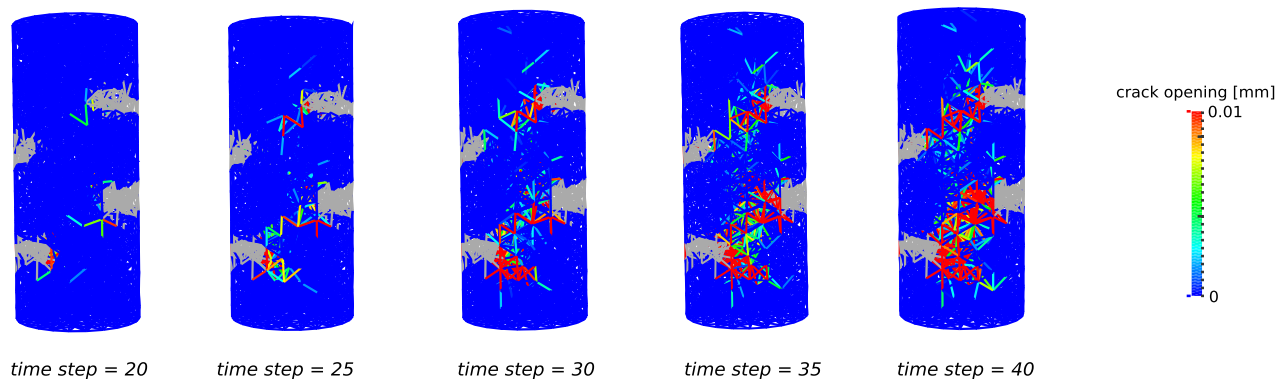 crack opening [mm]
0.01
0
time step = 20
time step = 25
time step = 30
time step = 35
time step = 40